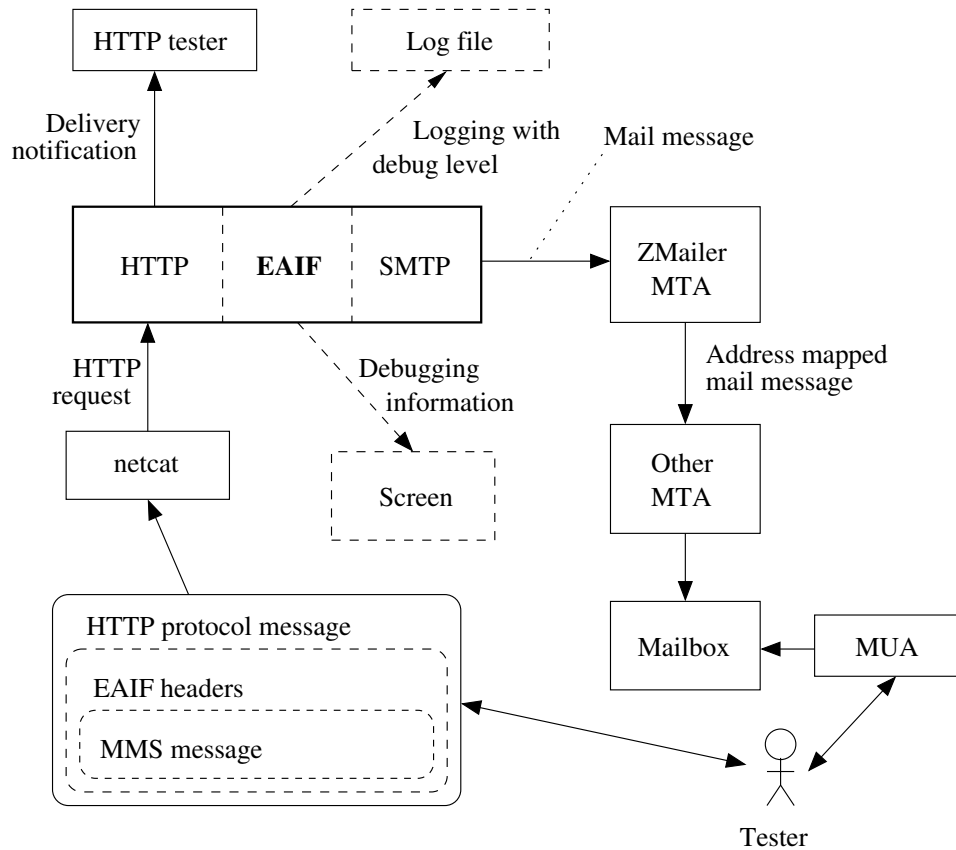 HTTP tester
Log file
Delivery
notification
Logging with
debug level
Mail message
HTTP
EAIF
SMTP
ZMailer
MTA
HTTP
request
Debugging
information
Address mapped
mail message
netcat
Screen
Other
MTA
HTTP protocol message
EAIF headers
MMS message
Mailbox
MUA
Tester